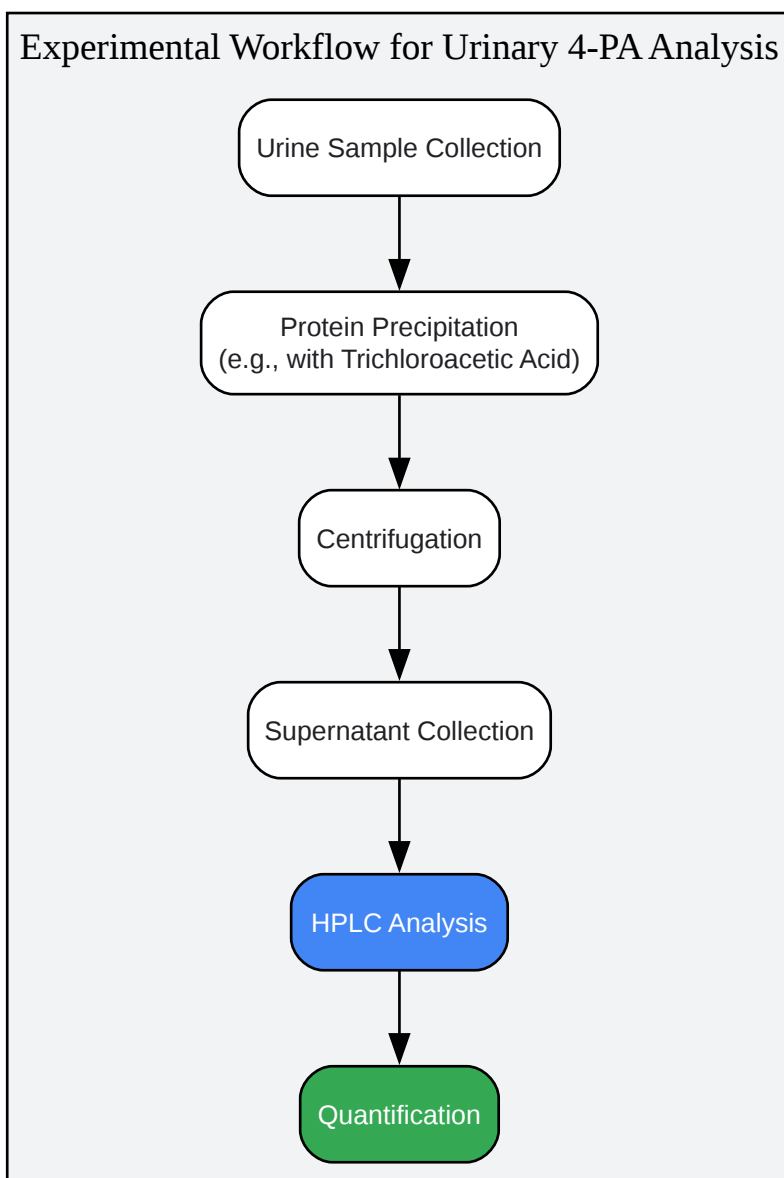 Experimental Workflow for Urinary 4-PA Analysis
Urine Sample Collection
Protein Precipitation
(e.g., with Trichloroacetic Acid)
Centrifugation
Supernatant Collection
HPLC Analysis
Quantification